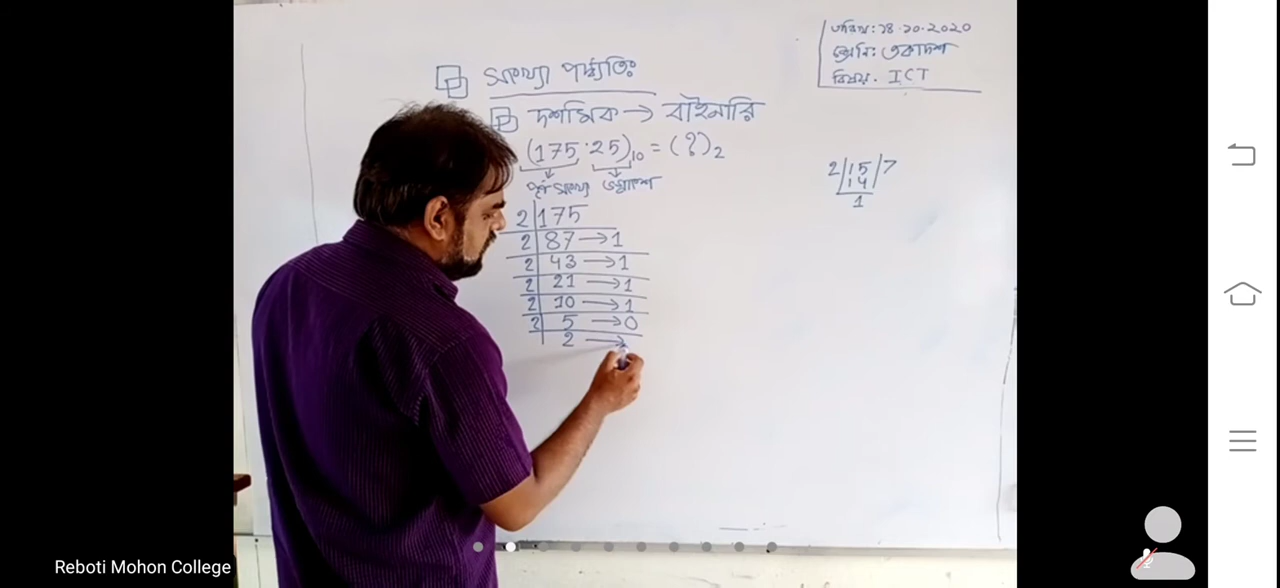 তারিখ: ১৪.১০.২০২০
শ্রেনি: একাদশ
বিষয়. ICT
সংখ্যা পদ্ধতিঃ
দশমিক → বাইনারি
(175.25)10 = (?)2
পূর্ণ সংখ্যা ভগ্নাংশ
2 175
2 87 → 1
2 43 → 1
2 21 → 1
2 10 → 1
2 5 → 0
2 →
2/15/7
14
1
Reboti Mohon College